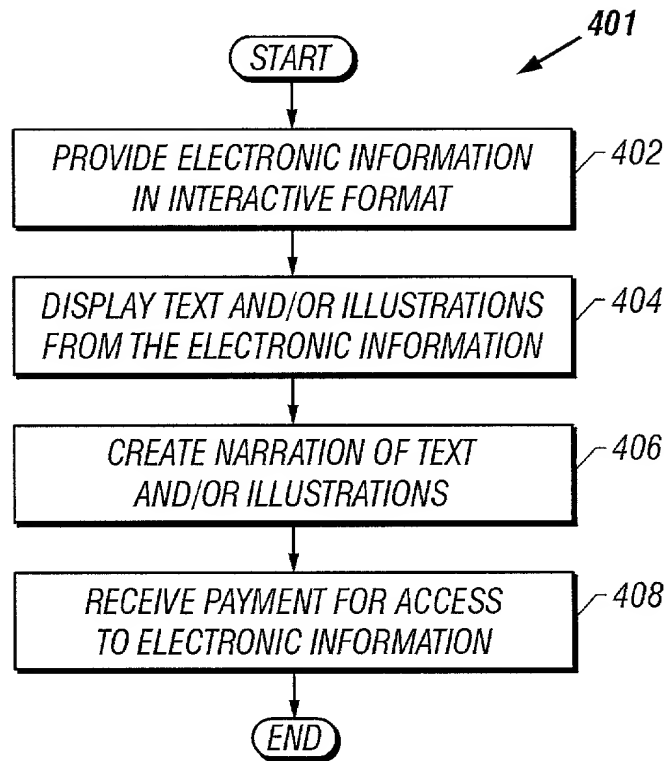 401
START
PROVIDE ELECTRONIC INFORMATION
IN INTERACTIVE FORMAT
402
DISPLAY TEXT AND/OR ILLUSTRATIONS
FROM THE ELECTRONIC INFORMATION
404
CREATE NARRATION OF TEXT
AND/OR ILLUSTRATIONS
406
RECEIVE PAYMENT FOR ACCESS
TO ELECTRONIC INFORMATION
408
END